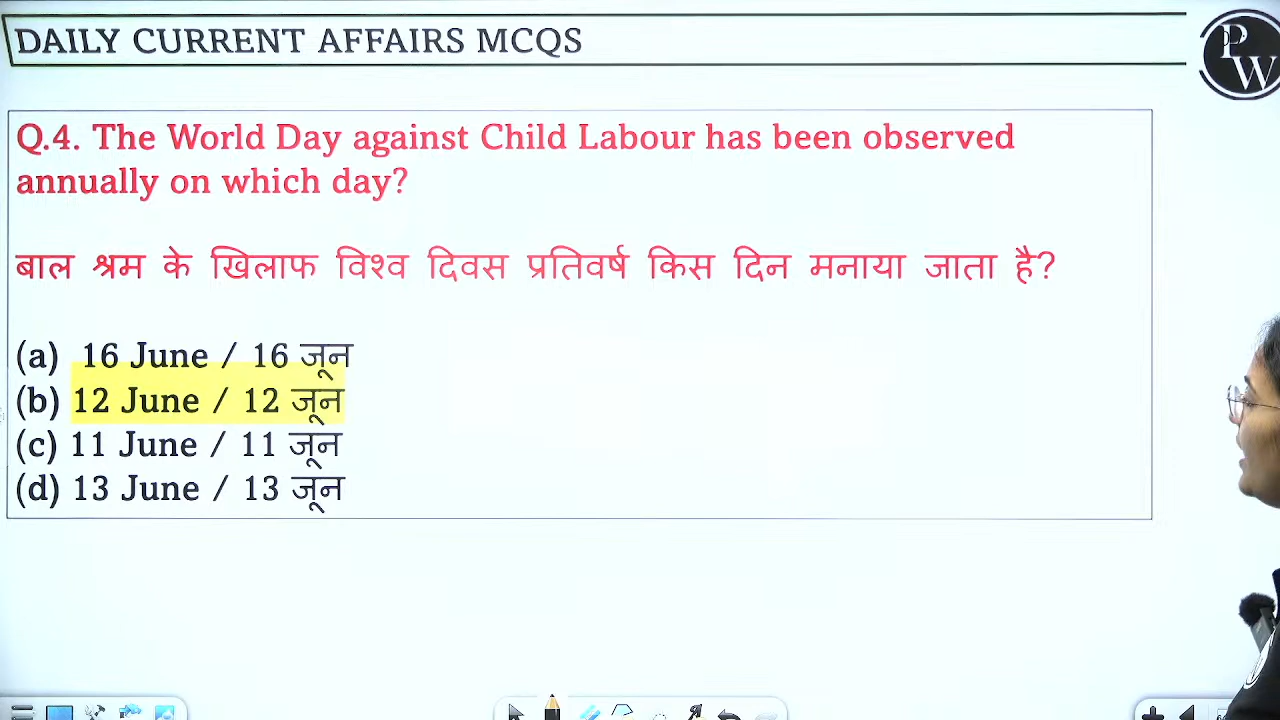 DAILY CURRENT AFFAIRS MCQS
PW
Q.4. The World Day against Child Labour has been observed
annually on which day?
बाल श्रम के खिलाफ विश्व दिवस प्रतिवर्ष किस दिन मनाया जाता है?
(a) 16 June / 16 जून
(b) 12 June / 12 जून
(c) 11 June / 11 जून
(d) 13 June / 13 जून